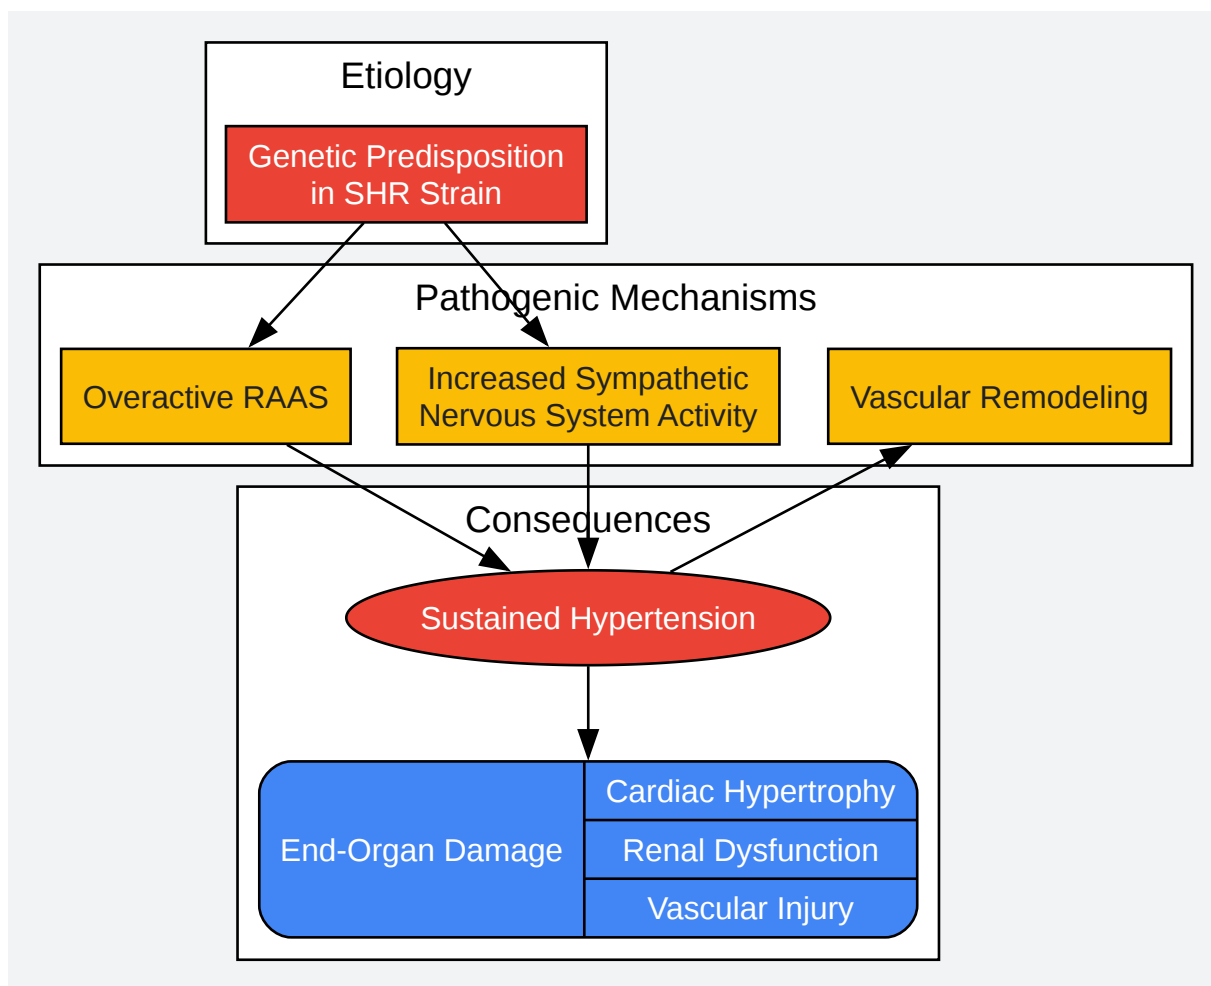 Etiology
Genetic Predisposition
in SHR Strain
Pathogenic Mechanisms
Overactive RAAS
Increased Sympathetic
Nervous System Activity
Vascular Remodeling
Consequences
Sustained Hypertension
End-Organ Damage
Cardiac Hypertrophy
Renal Dysfunction
Vascular Injury